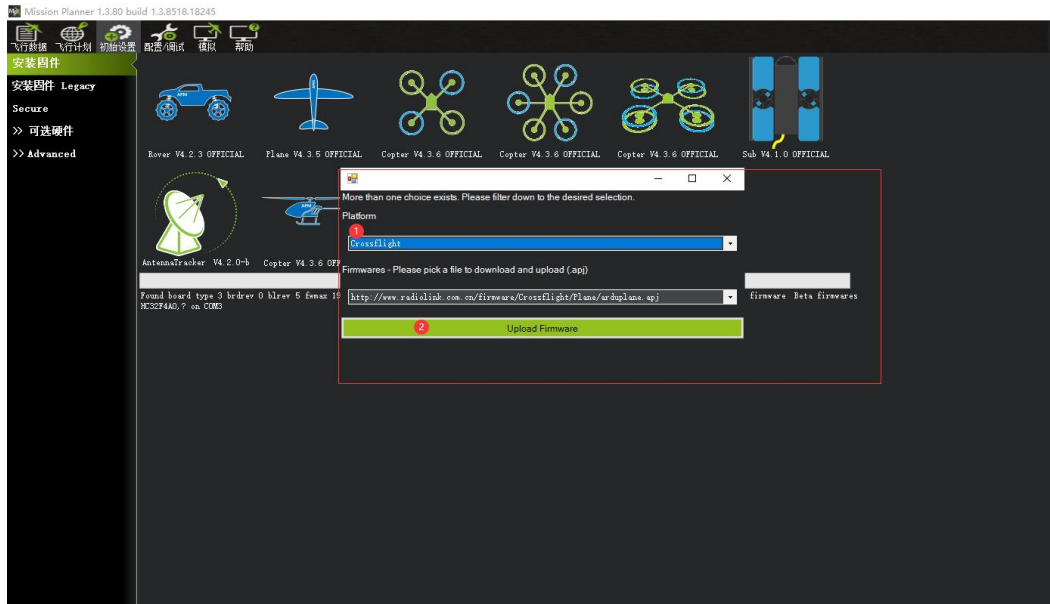 Mission Planner 1.3.80 build 1.3.8518.18245
飞行数据 飞行计划 初始设置 配置/调试 模拟 帮助
安装固件
安装固件 Legacy
Secure
>> 可选硬件
>> Advanced
Rover V4.2.3 OFFICIAL
Plane V4.3.5 OFFICIAL
Copter V4.3.6 OFFICIAL
Copter V4.3.6 OFFICIAL
Copter V4.3.6 OFFICIAL
Sub V4.1.0 OFFICIAL
AntennaTracker V4.2.0-b
Copter V4.3.6 OFF
More than one choice exists. Please filter down to the desired selection.
Platform
1
Crossflight
Firmwares - Please pick a file to download and upload (.apj)
http://www.radiolink.com.cn/firmware/Crossflight/Plane/arduplane.apj
2
Upload Firmware
Found board type 3 brdrev 0 blrev 5 fwmax 19
HC32F4A0,? on COM3
firmware Beta firmwares